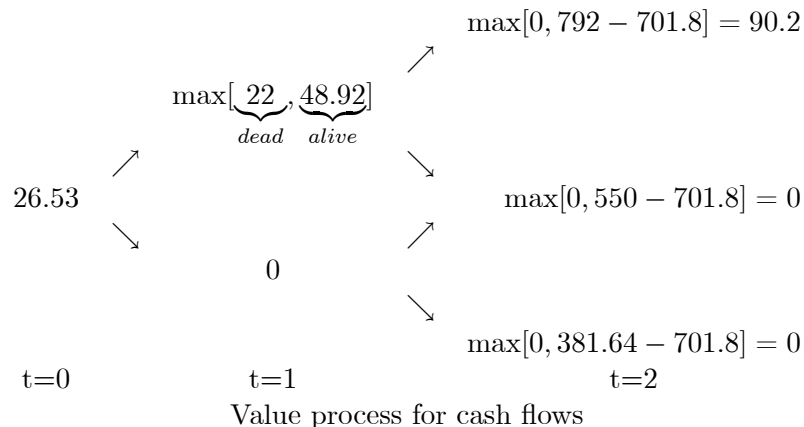 max[0, 792 − 701.8] = 90.2
max[22, 48.92]
dead alive
26.53
max[0, 550 − 701.8] = 0
0
max[0, 381.64 − 701.8] = 0
t=0 t=1 t=2
Value process for cash flows